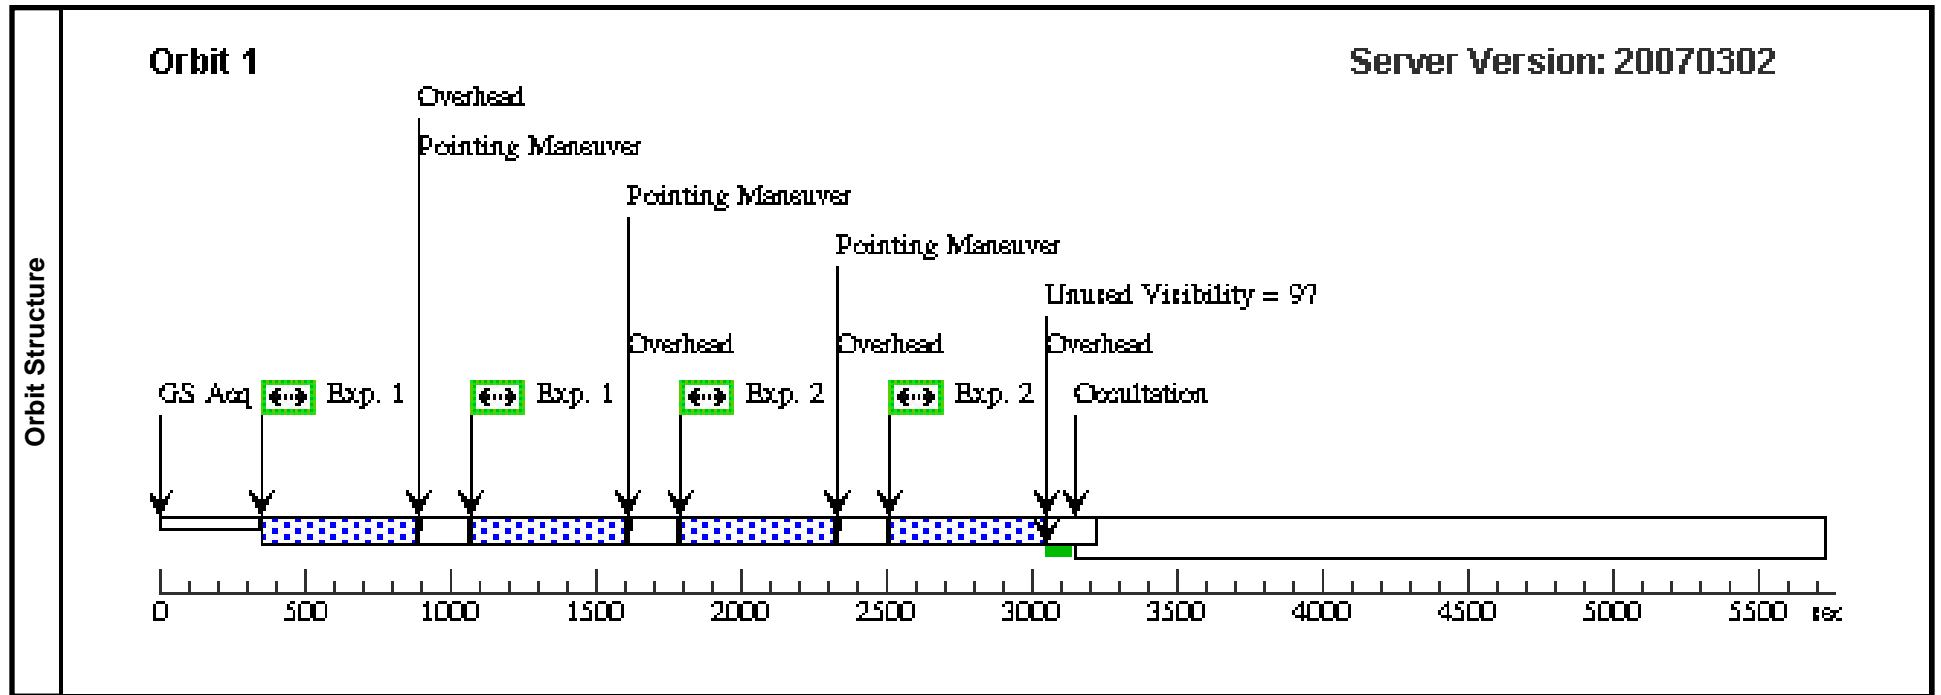 Orbit Structure
Orbit 1
Server Version: 20070302
Overhead
Pointing Maneuver
Pointing Maneuver
Pointing Maneuver
Unused Visibility = 97
Overhead
Overhead
Overhead
GS Acq
Exp. 1
Exp. 1
Exp. 2
Exp. 2
Occultation
0 500 1000 1500 2000 2500 3000 3500 4000 4500 5000 5500 sec